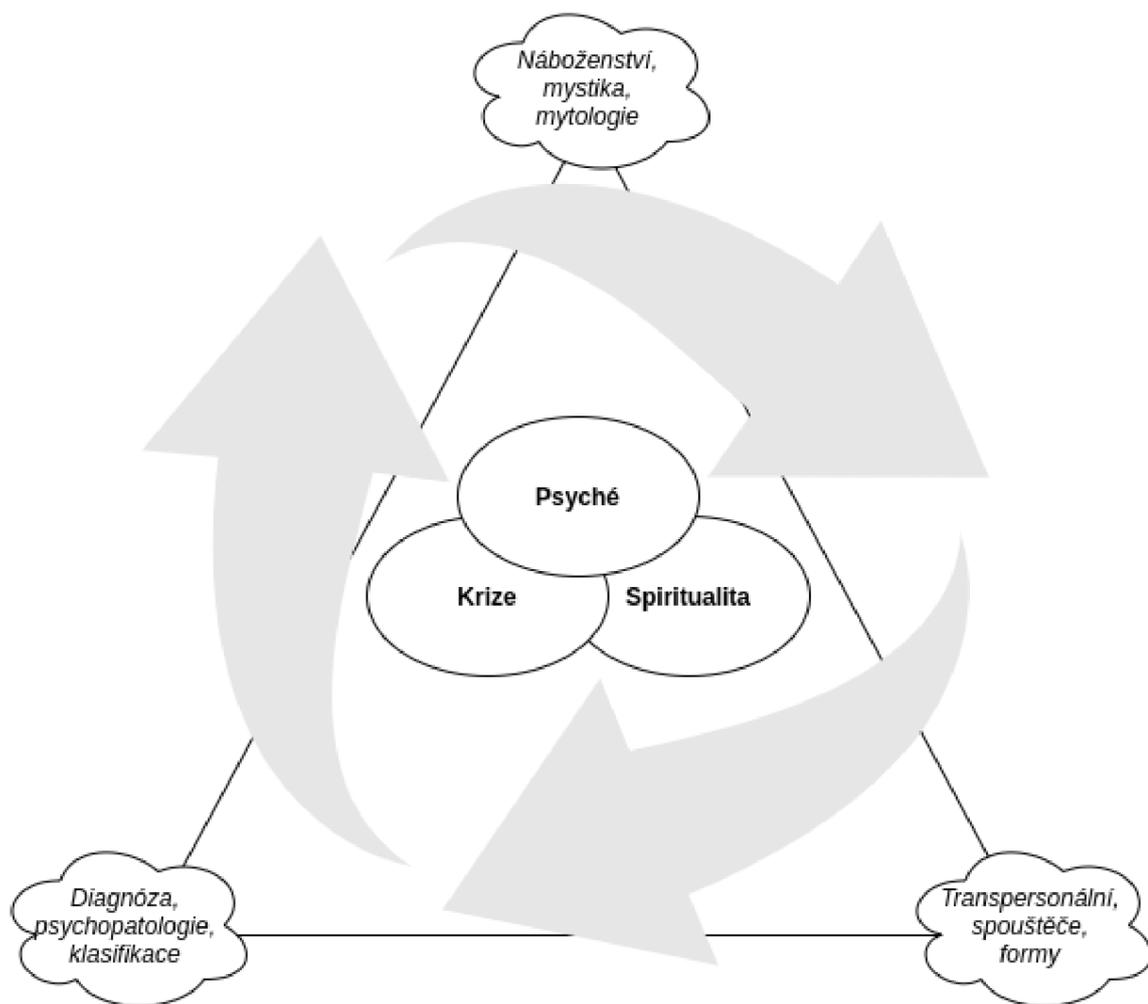 Náboženství,
mystika,
mytologie
Psyché
Krize
Spiritualita
Diagnóza,
psychopatologie,
klasifikace
Transpersonální,
spouštěče,
formy